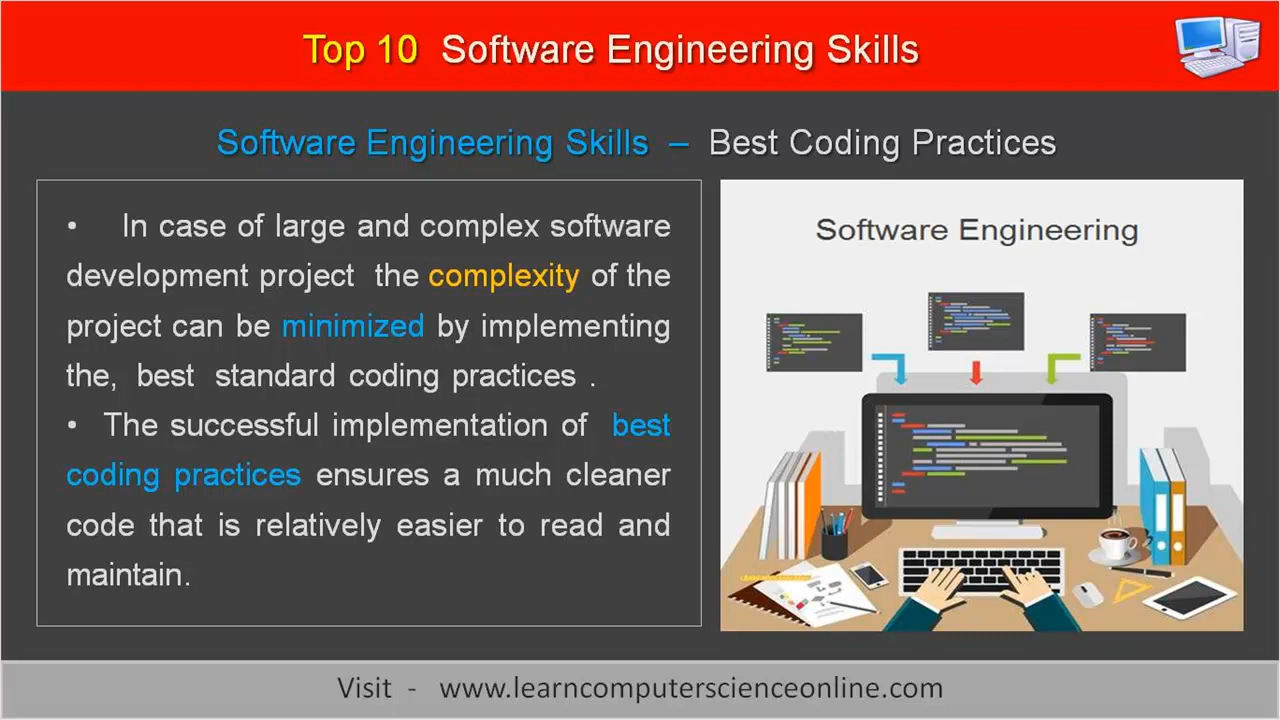 Top 10 Software Engineering Skills
Software Engineering Skills – Best Coding Practices
• In case of large and complex software
development project the complexity of the
project can be minimized by implementing
the, best standard coding practices .
• The successful implementation of best
coding practices ensures a much cleaner
code that is relatively easier to read and
maintain.
Software Engineering
Visit - www.learncomputerscienceonline.com